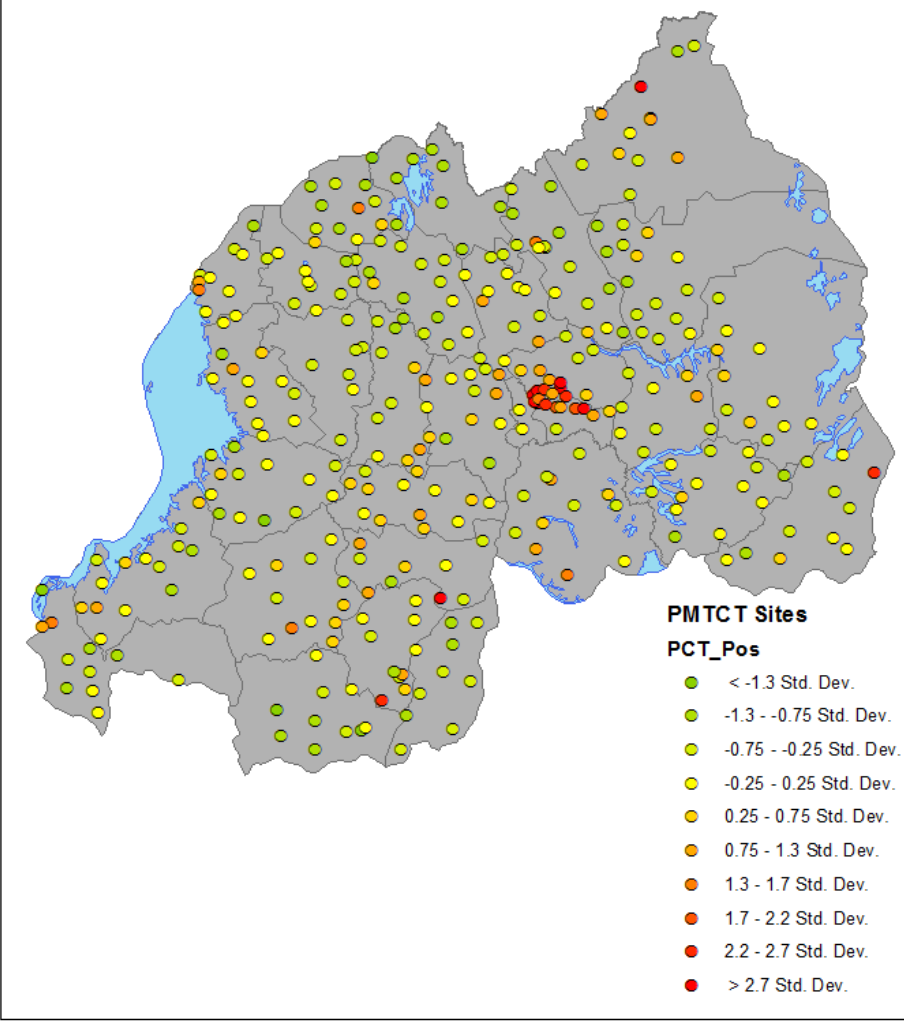 PMTCT Sites
PCT_Pos
< -1.3 Std. Dev.
-1.3 - -0.75 Std. Dev.
-0.75 - -0.25 Std. Dev.
-0.25 - 0.25 Std. Dev.
0.25 - 0.75 Std. Dev.
0.75 - 1.3 Std. Dev.
1.3 - 1.7 Std. Dev.
1.7 - 2.2 Std. Dev.
2.2 - 2.7 Std. Dev.
> 2.7 Std. Dev.